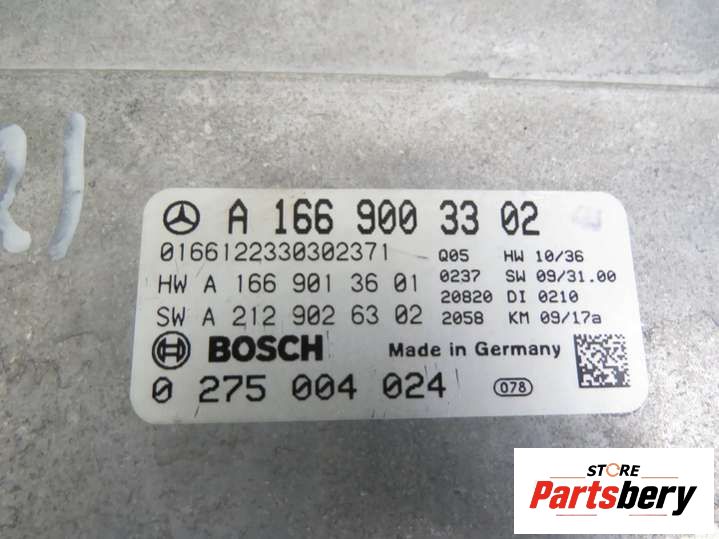 A 166 900 33 02
0166122330302371 Q05 HW 10/36
HW A 166 901 36 01 0237 SW 09/31.00
20820 DI 0210
SW A 212 902 63 02 2058 KM 09/17a
BOSCH Made in Germany
0 275 004 024 078
STORE
Partsbery